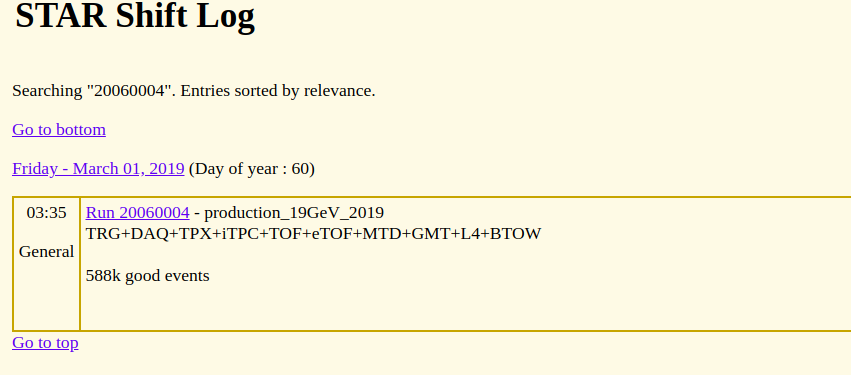 STAR Shift Log
Searching "20060004". Entries sorted by relevance.
Go to bottom
Friday - March 01, 2019 (Day of year : 60)
03:35
General
Run 20060004 - production_19GeV_2019
TRG+DAQ+TPX+iTPC+TOF+eTOF+MTD+GMT+L4+BTOW
588k good events
Go to top